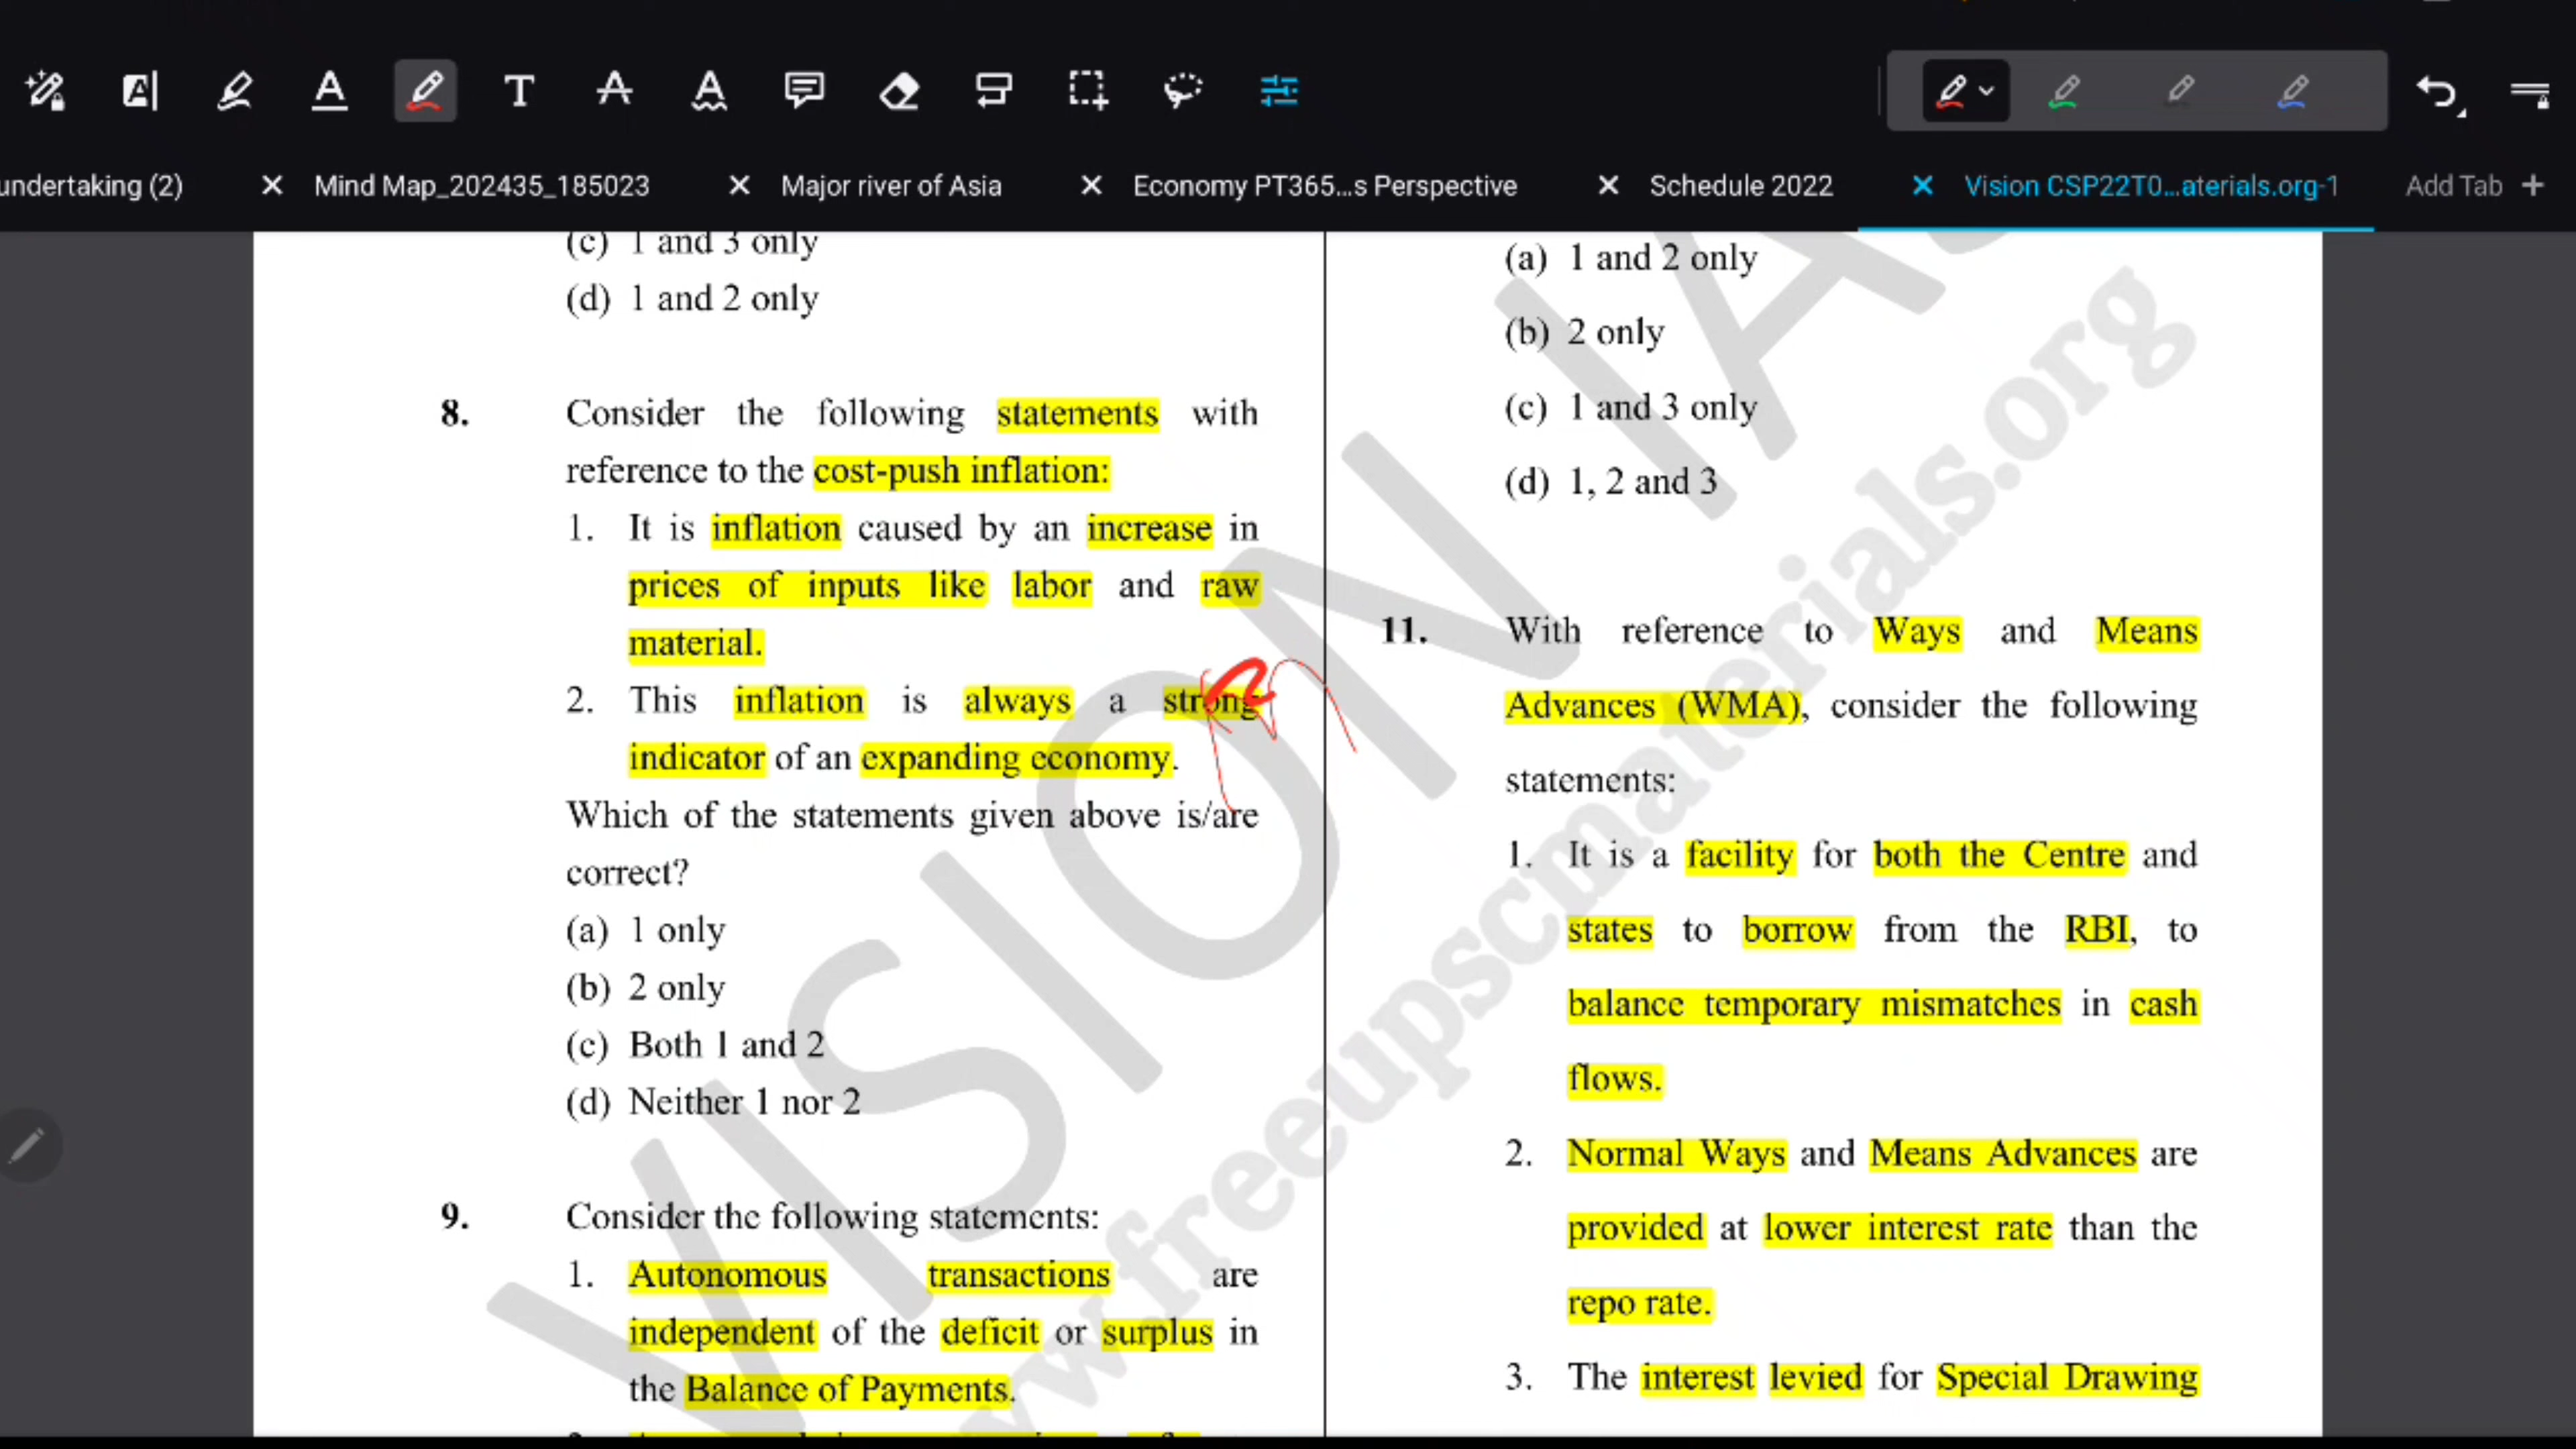 undertaking (2)
Mind Map_202435_185023
Major river of Asia
Economy PT365...s Perspective
Schedule 2022
Vision CSP22T0...aterials.org-1
Add Tab +
(c) 1 and 3 only
(d) 1 and 2 only
8. Consider the following statements with
reference to the cost-push inflation:
1. It is inflation caused by an increase in
prices of inputs like labor and raw
material.
2. This inflation is always a strong
indicator of an expanding economy.
Which of the statements given above is/are
correct?
(a) 1 only
(b) 2 only
(c) Both 1 and 2
(d) Neither 1 nor 2
9. Consider the following statements:
1. Autonomous transactions are
independent of the deficit or surplus in
the Balance of Payments.
(a) 1 and 2 only
(b) 2 only
(c) 1 and 3 only
(d) 1, 2 and 3
11. With reference to Ways and Means
Advances (WMA), consider the following
statements:
1. It is a facility for both the Centre and
states to borrow from the RBI, to
balance temporary mismatches in cash
flows.
2. Normal Ways and Means Advances are
provided at lower interest rate than the
repo rate.
3. The interest levied for Special Drawing
VISION IAS
www.freeupscmaterials.org